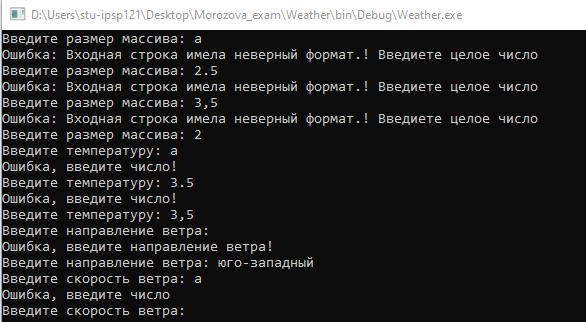 D:\Users\stu-ipsp121\Desktop\Morozova_exam\Weather\bin\Debug\Weather.exe
Введите размер массива: a
Ошибка: Входная строка имела неверный формат.! Введиете целое число
Введите размер массива: 2.5
Ошибка: Входная строка имела неверный формат.! Введиете целое число
Введите размер массива: 3,5
Ошибка: Входная строка имела неверный формат.! Введиете целое число
Введите размер массива: 2
Введите температуру: a
Ошибка, введите число!
Введите температуру: 3.5
Ошибка, введите число!
Введите температуру: 3,5
Введите направление ветра:
Ошибка, введите направление ветра!
Введите направление ветра: юго-западный
Введите скорость ветра: a
Ошибка, введите число
Введите скорость ветра: